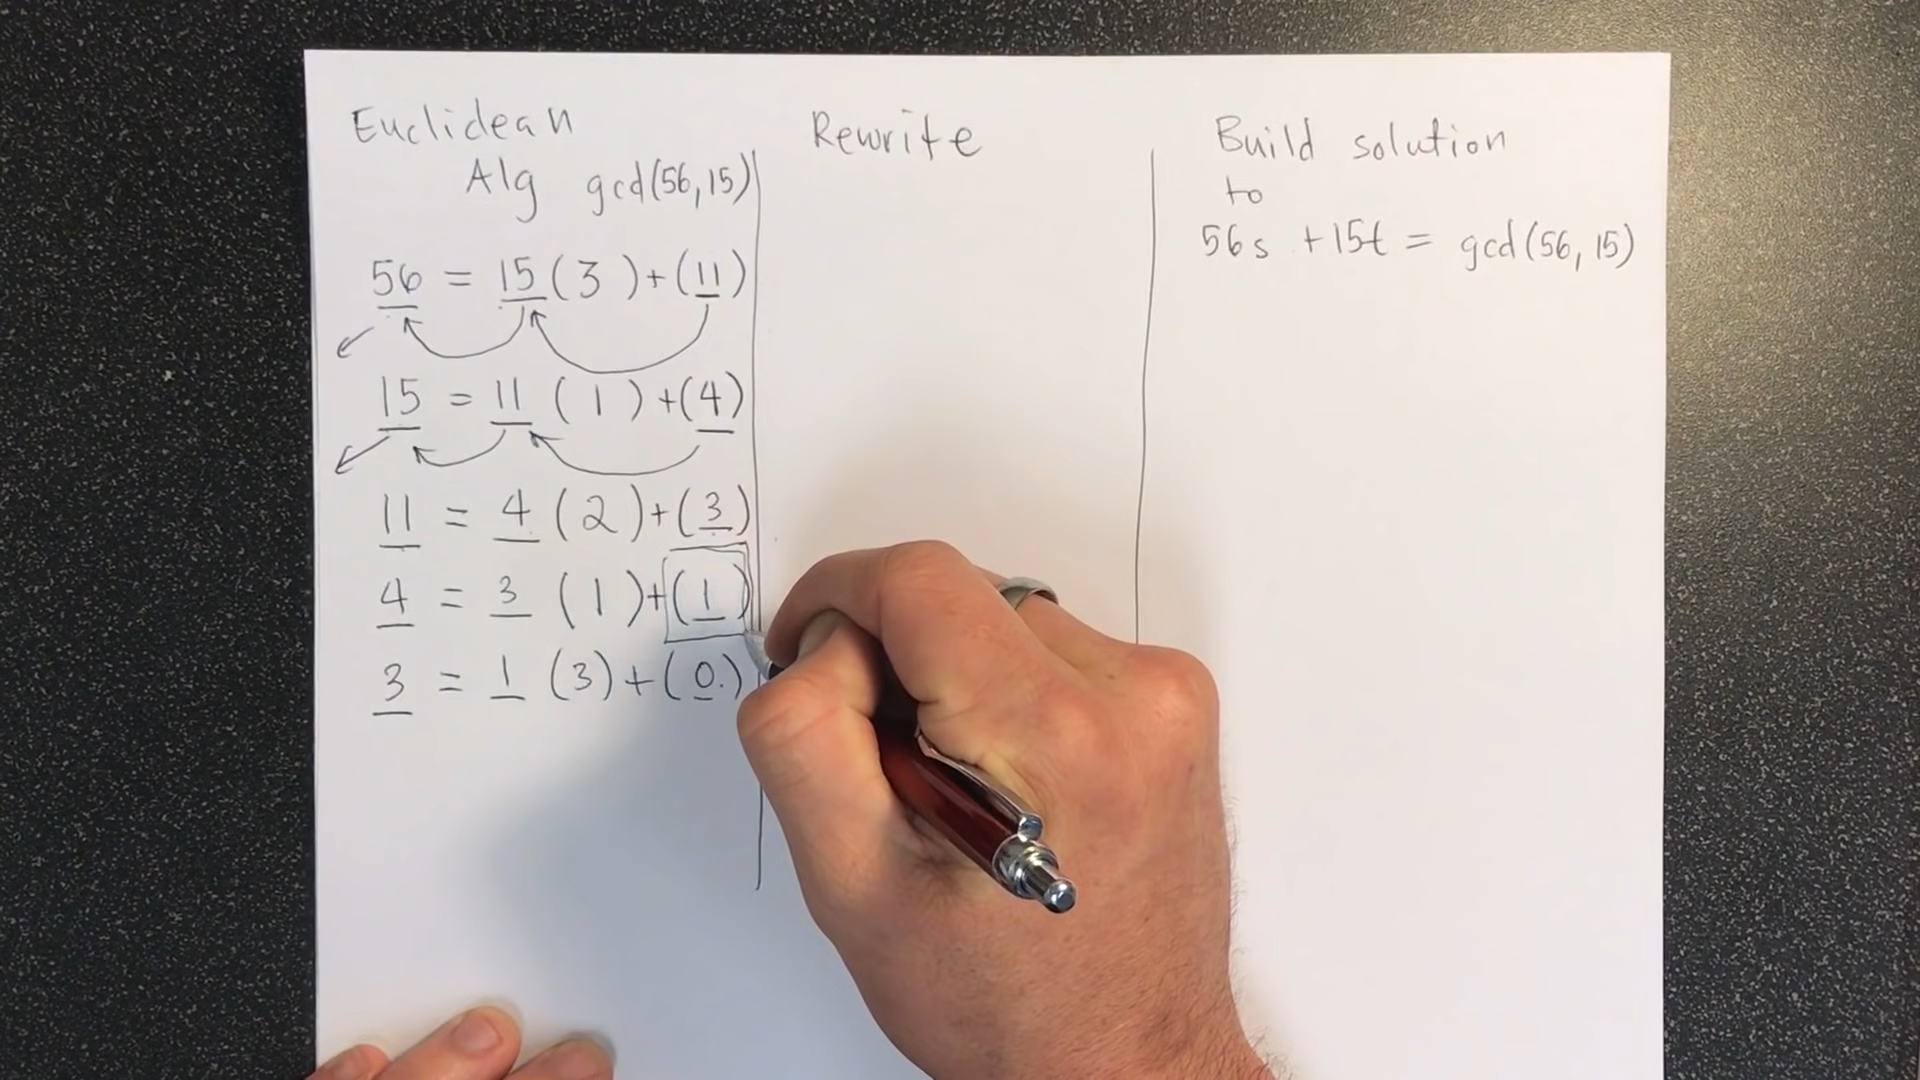 Euclidean
Alg gcd(56,15)
56 = 15(3)+(11)
15 = 11(1)+(4)
11 = 4(2)+(3)
4 = 3(1)+(1)
3 = 1(3)+(0)
Rewrite
Build solution
to
56s +15t = gcd(56,15)